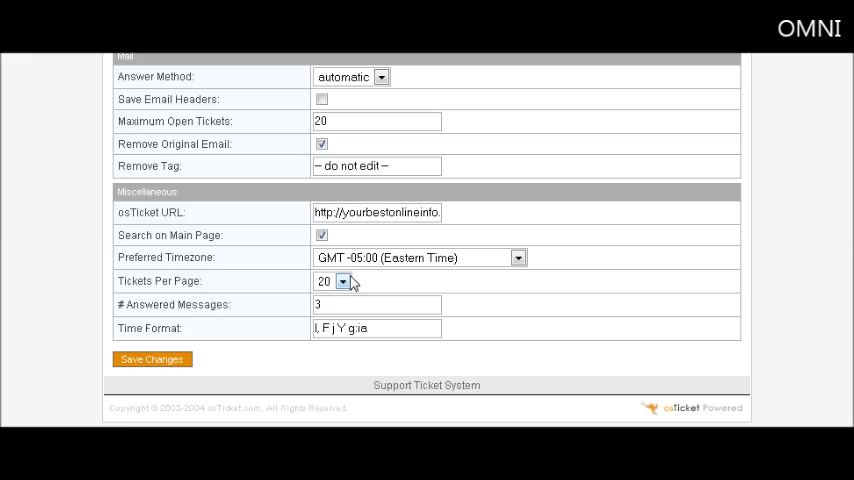 OMNI
Mail
Answer Method: automatic
Save Email Headers:
Maximum Open Tickets: 20
Remove Original Email:
Remove Tag: -- do not edit --
Miscellaneous
osTicket URL: http://yourbestonlineinfo.
Search on Main Page:
Preferred Timezone: GMT -05:00 (Eastern Time)
Tickets Per Page: 20
# Answered Messages: 3
Time Format: l, F j Y g:ia
Save Changes
Support Ticket System
Copyright © 2003-2004 osTicket.com, All Rights Reserved. osTicket Powered